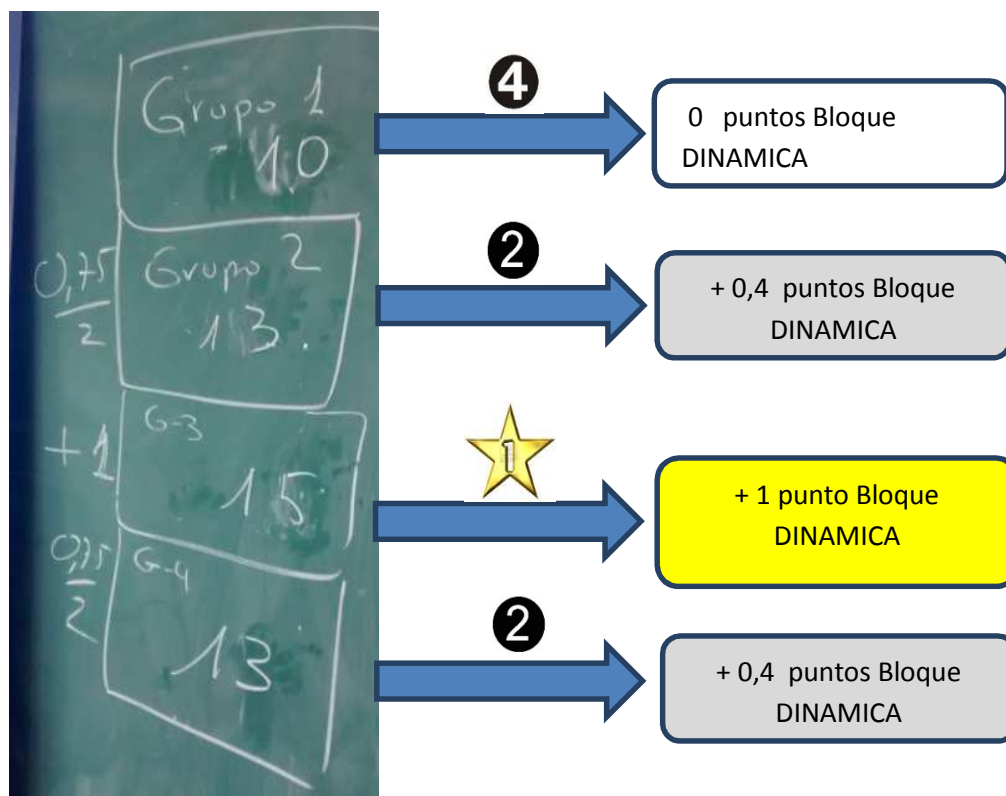 Grupo 1
10
4
0 puntos Bloque
DINAMICA
0,75
2
Grupo 2
13
2
+ 0,4 puntos Bloque
DINAMICA
+1
G-3
15
1
+ 1 punto Bloque
DINAMICA
0,75
2
G-4
13
2
+ 0,4 puntos Bloque
DINAMICA